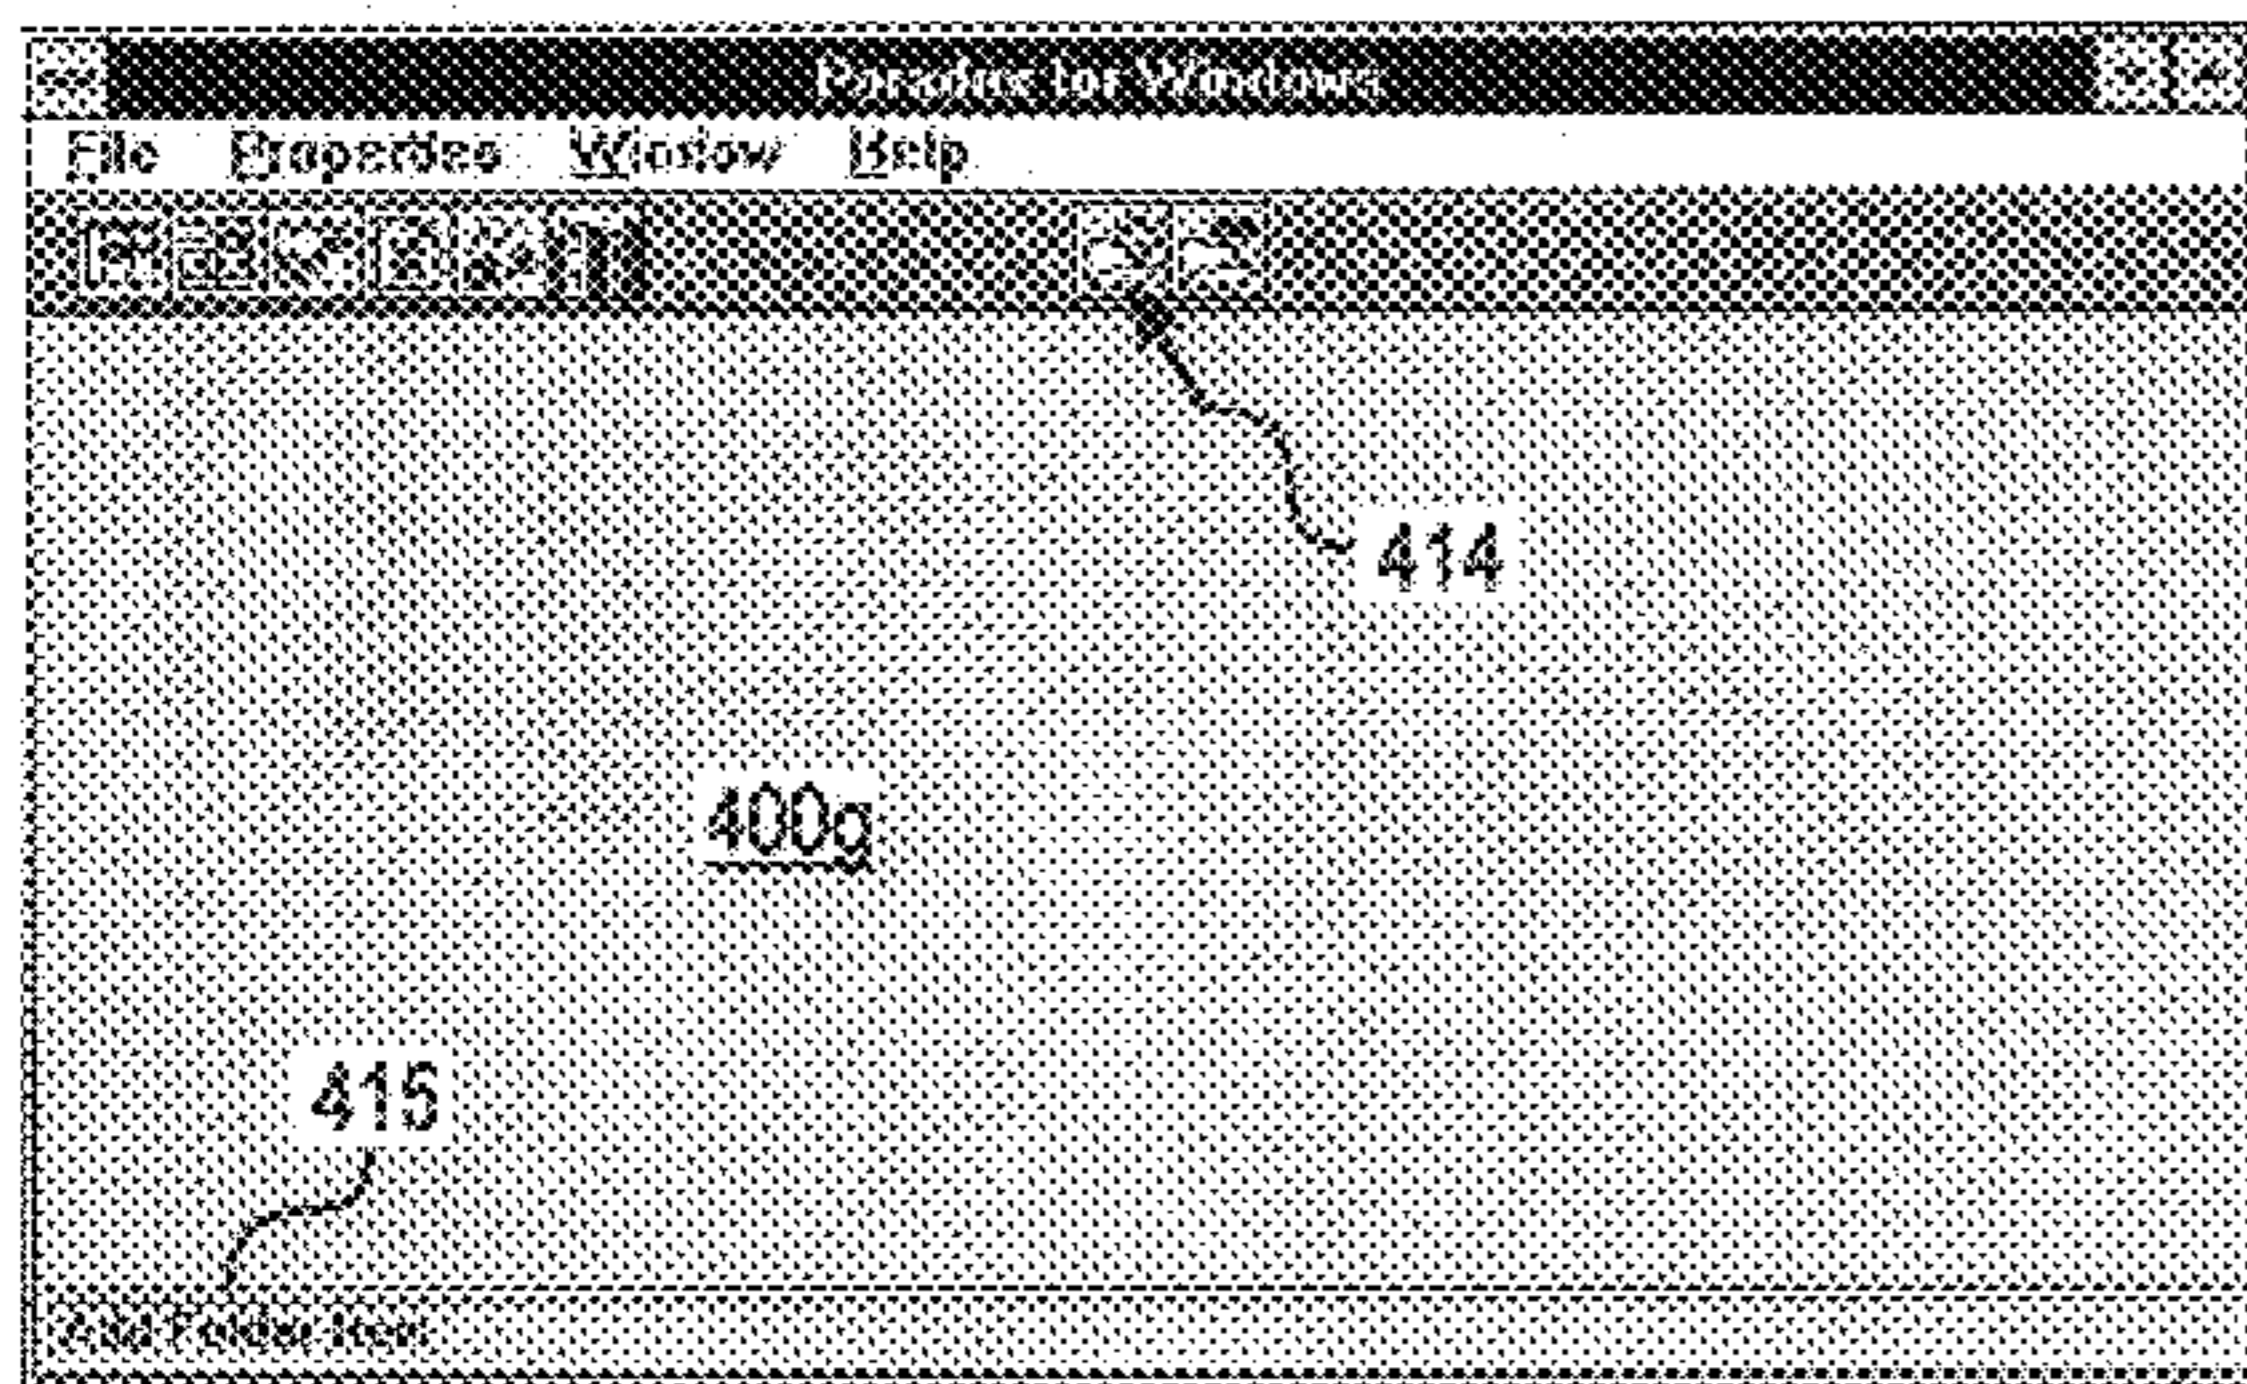 Paradox for Windows
File Properties Window Help
414
400g
415
Add Folder Item